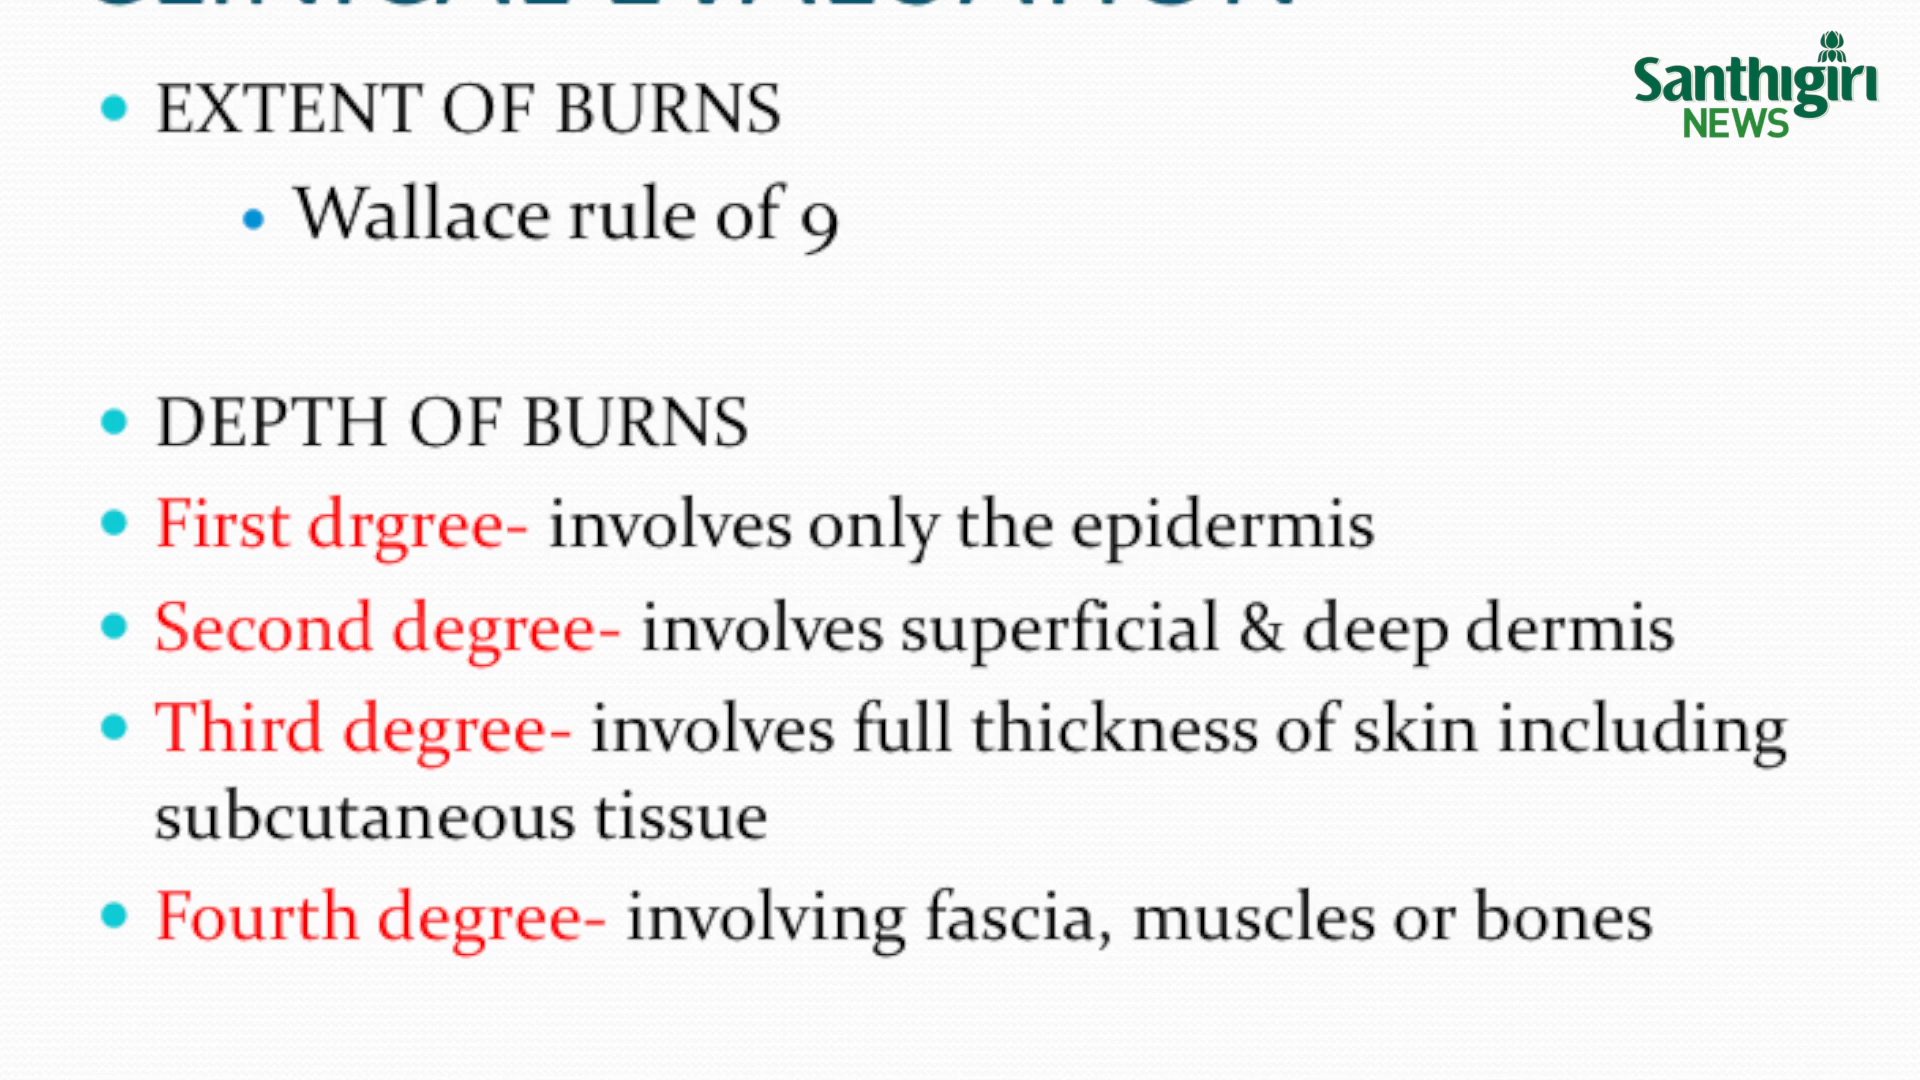 CLINICAL EVALUATION
Santhigiri
NEWS
• EXTENT OF BURNS
• Wallace rule of 9
• DEPTH OF BURNS
• First drgree- involves only the epidermis
• Second degree- involves superficial & deep dermis
• Third degree- involves full thickness of skin including
subcutaneous tissue
• Fourth degree- involving fascia, muscles or bones